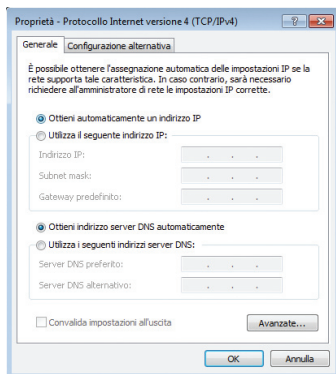 Proprietà - Protocollo Internet versione 4 (TCP/IPv4)
Generale Configurazione alternativa
È possibile ottenere l'assegnazione automatica delle impostazioni IP se la
rete supporta tale caratteristica. In caso contrario, sarà necessario
richiedere all'amministratore di rete le impostazioni IP corrette.
Ottieni automaticamente un indirizzo IP
Utilizza il seguente indirizzo IP:
Indirizzo IP: . . .
Subnet mask: . . .
Gateway predefinito: . . .
Ottieni indirizzo server DNS automaticamente
Utilizza i seguenti indirizzi server DNS:
Server DNS preferito: . . .
Server DNS alternativo: . . .
Convalida impostazioni all'uscita
Avanzate...
OK Annulla